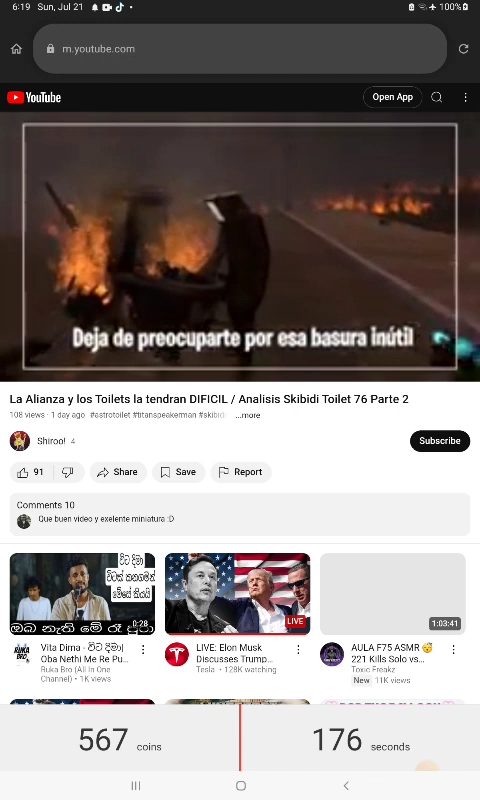 6:19 Sun, Jul 21
100%
m.youtube.com
YouTube
Open App
Deja de preocuparte por esa basura inútil
La Alianza y los Toilets la tendran DIFICIL / Analisis Skibidi Toilet 76 Parte 2
108 views · 1 day ago #astrotoilet #titanspeakerman #skibidi ...more
Shiroo! 4
Subscribe
91
Share
Save
Report
Comments 10
Que buen video y exelente miniatura :D
විට දිමා
ඔබ නැති මේ රෑ පුරා
0:28
Vita Dima - විට දිමා|
Oba Nethi Me Re Pu...
Ruka Bro (All In One
Channel) · 1K views
LIVE
LIVE: Elon Musk
Discusses Trump...
Tesla · 128K watching
1:03:41
AULA F75 ASMR 😴
221 Kills Solo vs...
Toxic Freakz
New 11K views
567 coins
176 seconds